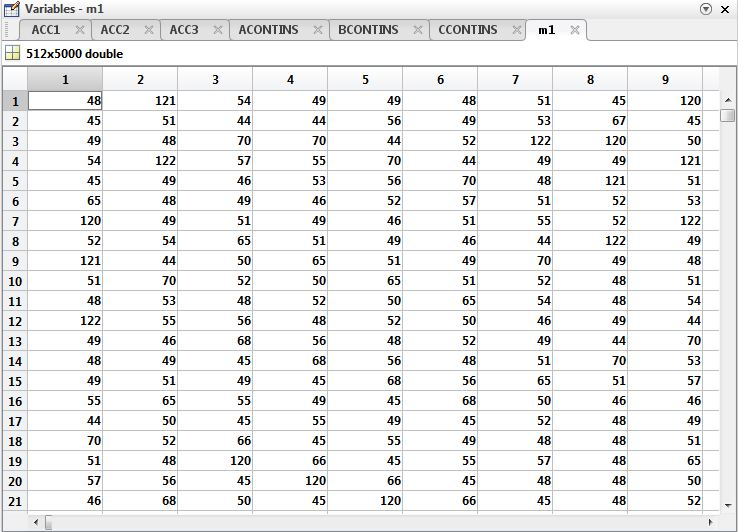 Variables - m1
ACC1 ACC2 ACC3 ACONTINS BCONTINS CCONTINS m1
512x5000 double
1 2 3 4 5 6 7 8 9
1 48 121 54 49 49 48 51 45 120
2 45 51 44 44 56 49 53 67 45
3 49 48 70 70 44 52 122 120 50
4 54 122 57 55 70 44 49 49 121
5 45 49 46 53 56 70 48 121 51
6 65 48 49 46 52 57 51 52 53
7 120 49 51 49 46 51 55 52 122
8 52 54 65 51 49 46 44 122 49
9 121 44 50 65 51 49 70 49 48
10 51 70 52 50 65 51 52 48 51
11 48 53 48 52 50 65 54 48 54
12 122 55 56 48 52 50 46 49 44
13 49 46 68 56 48 52 49 44 70
14 48 49 45 68 56 48 51 70 53
15 49 51 49 45 68 56 65 51 57
16 55 65 55 49 45 68 50 46 46
17 44 50 45 55 49 45 52 48 49
18 70 52 66 45 55 49 48 48 51
19 51 48 120 66 45 55 57 48 65
20 57 56 45 120 66 45 48 48 50
21 46 68 50 45 120 66 45 48 52